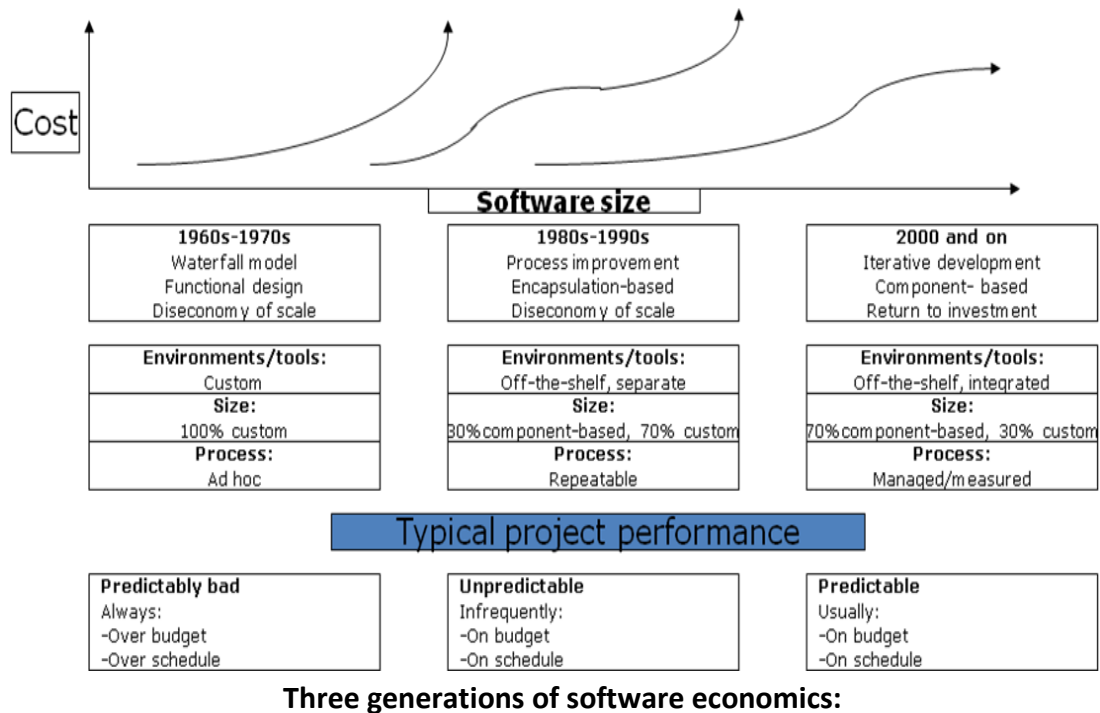 Cost
Software size
1960s-1970s
Waterfall model
Functional design
Diseconomy of scale
1980s-1990s
Process improvement
Encapsulation-based
Diseconomy of scale
2000 and on
Iterative development
Component- based
Return to investment
Environments/tools:
Custom
Size:
100% custom
Process:
Ad hoc
Environments/tools:
Off-the-shelf, separate
Size:
30%component-based, 70% custom
Process:
Repeatable
Environments/tools:
Off-the-shelf, integrated
Size:
70%component-based, 30% custom
Process:
Managed/measured
Typical project performance
Predictably bad
Always:
-Over budget
-Over schedule
Unpredictable
Infrequently:
-On budget
-On schedule
Predictable
Usually:
-On budget
-On schedule
Three generations of software economics: